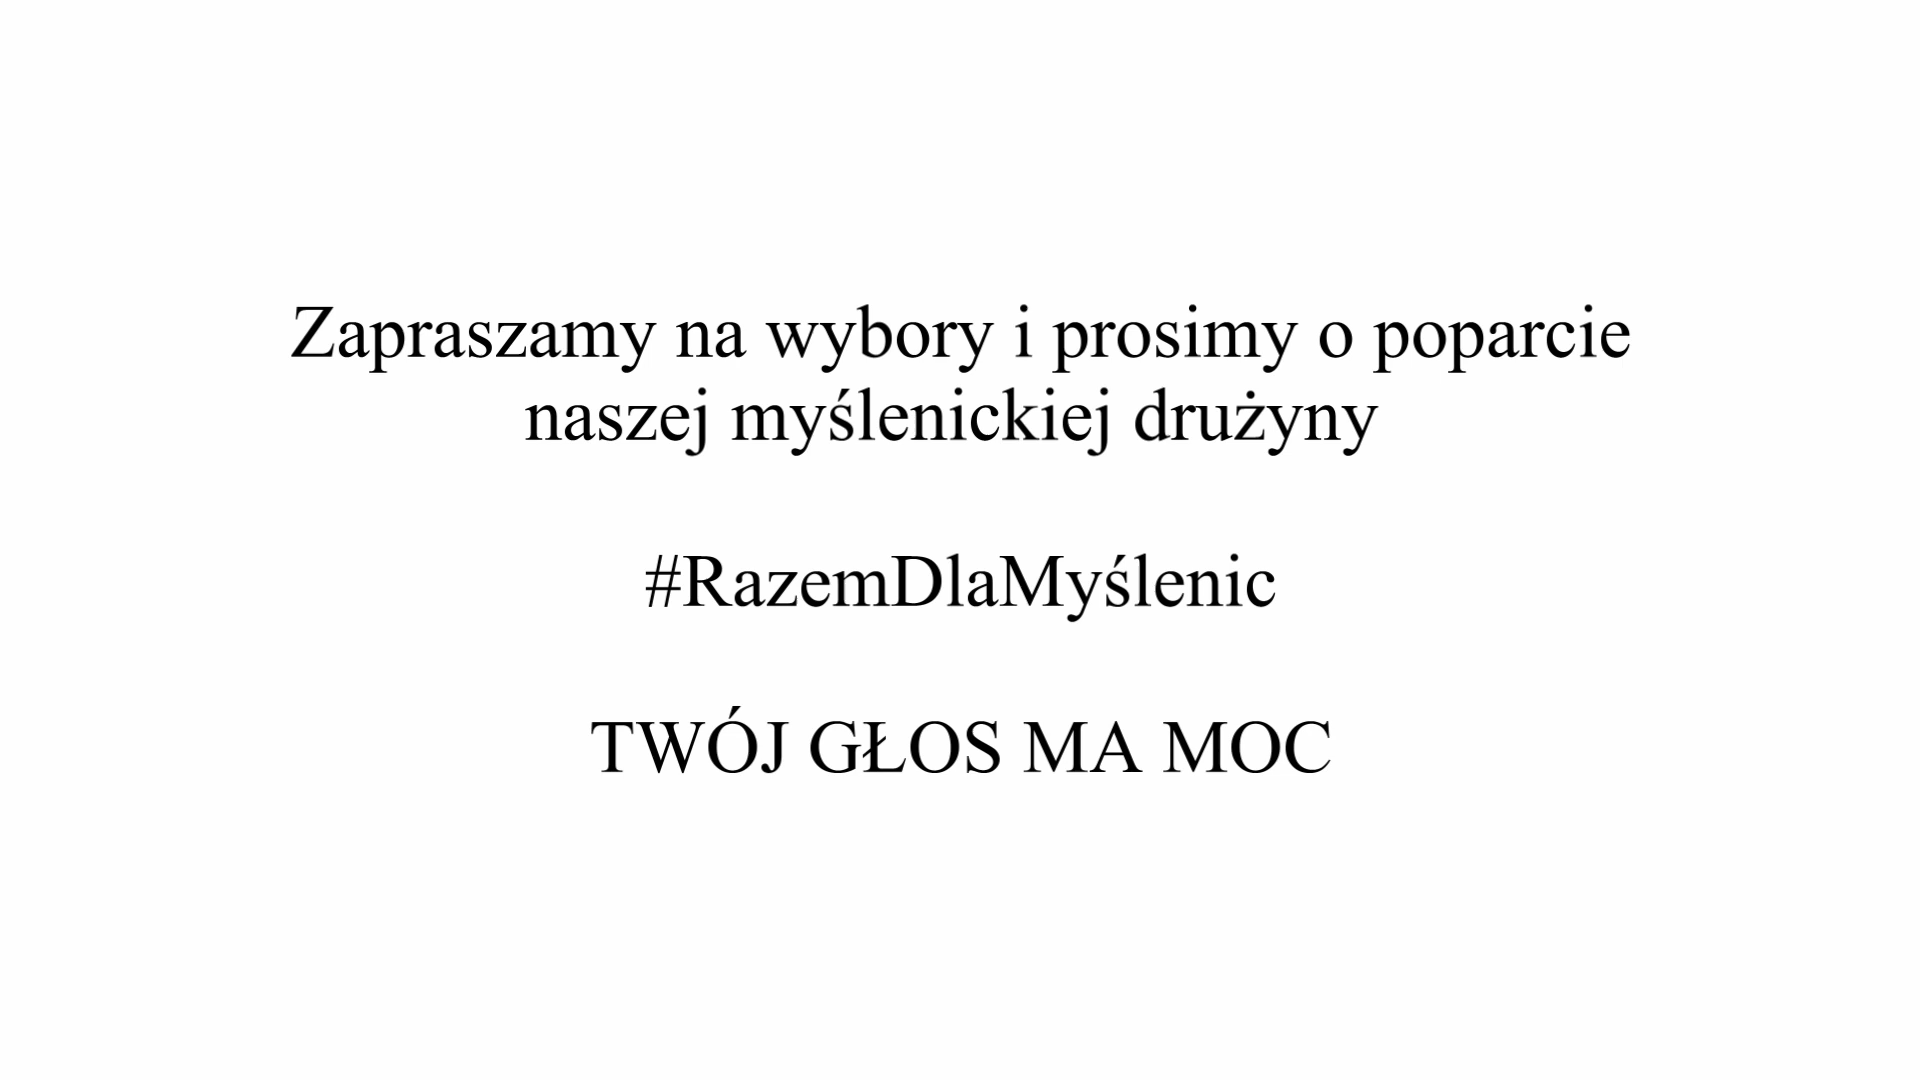 Zapraszamy na wybory i prosimy o poparcie
naszej myślenickiej drużyny
#RazemDlaMyślenic
TWÓJ GŁOS MA MOC